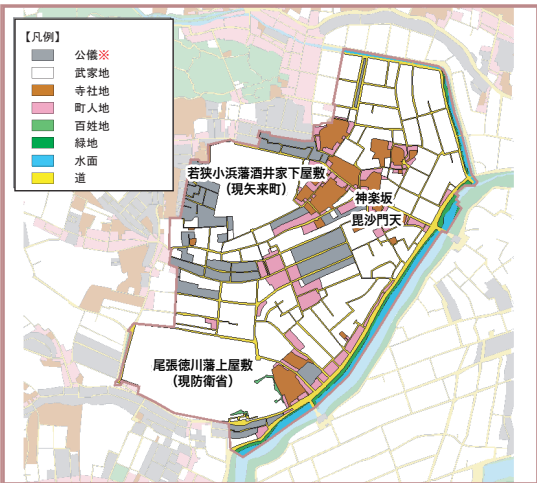 【凡例】
公儀※
武家地
寺社地
町人地
百姓地
緑地
水面
道
若狭小浜藩酒井家下屋敷
(現矢来町)
神楽坂
毘沙門天
尾張徳川藩上屋敷
(現防衛省)